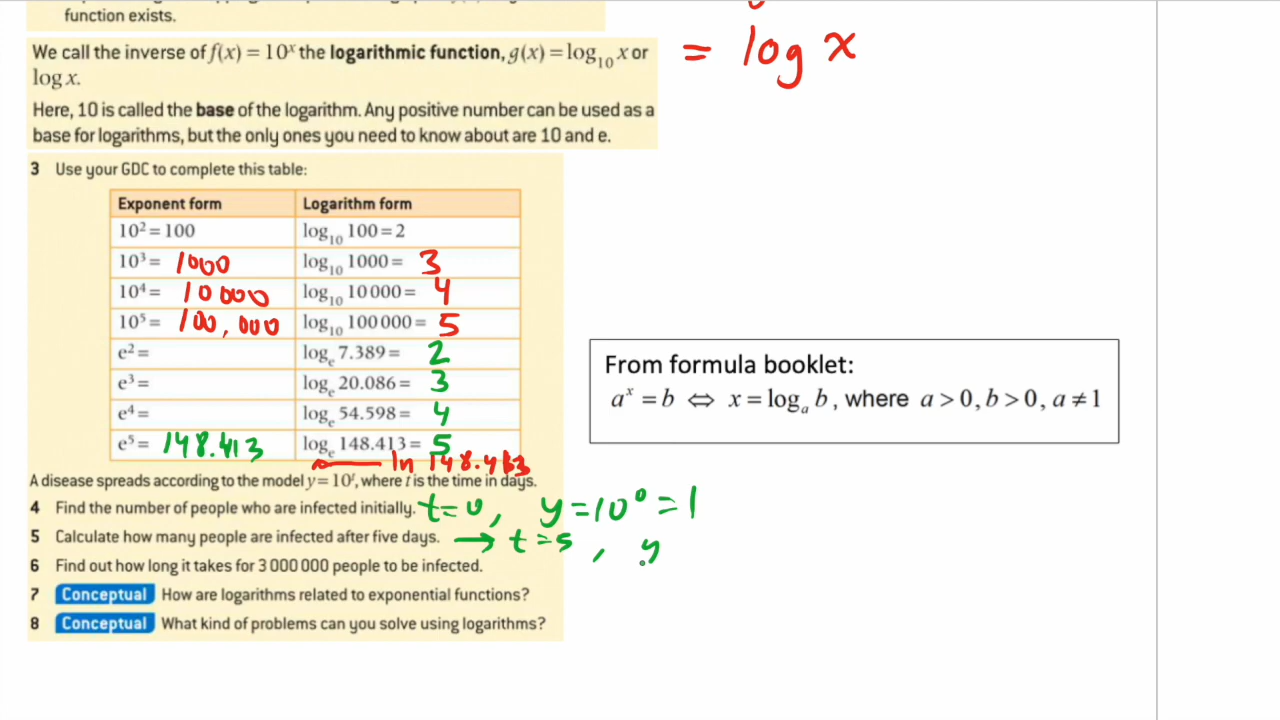 function exists.
We call the inverse of f(x) = 10ˣ the logarithmic function, g(x) = log₁₀ x or
log x.
= log x
Here, 10 is called the base of the logarithm. Any positive number can be used as a
base for logarithms, but the only ones you need to know about are 10 and e.
3 Use your GDC to complete this table:
Exponent form Logarithm form
10² = 100 log₁₀ 100 = 2
10³ = 1000 log₁₀ 1000 = 3
10⁴ = 10000 log₁₀ 10 000 = 4
10⁵ = 100,000 log₁₀ 100 000 = 5
e² = logₑ 7.389 = 2
e³ = logₑ 20.086 = 3
e⁴ = logₑ 54.598 = 4
e⁵ = 148.413 logₑ 148.413 = 5
ln 148.413
From formula booklet:
aˣ = b ⇔ x = logₐ b, where a > 0, b > 0, a ≠ 1
A disease spreads according to the model y = 10ᵗ, where t is the time in days.
4 Find the number of people who are infected initially. t = 0, y = 10⁰ = 1
5 Calculate how many people are infected after five days. → t = 5, y
6 Find out how long it takes for 3 000 000 people to be infected.
7 Conceptual How are logarithms related to exponential functions?
8 Conceptual What kind of problems can you solve using logarithms?